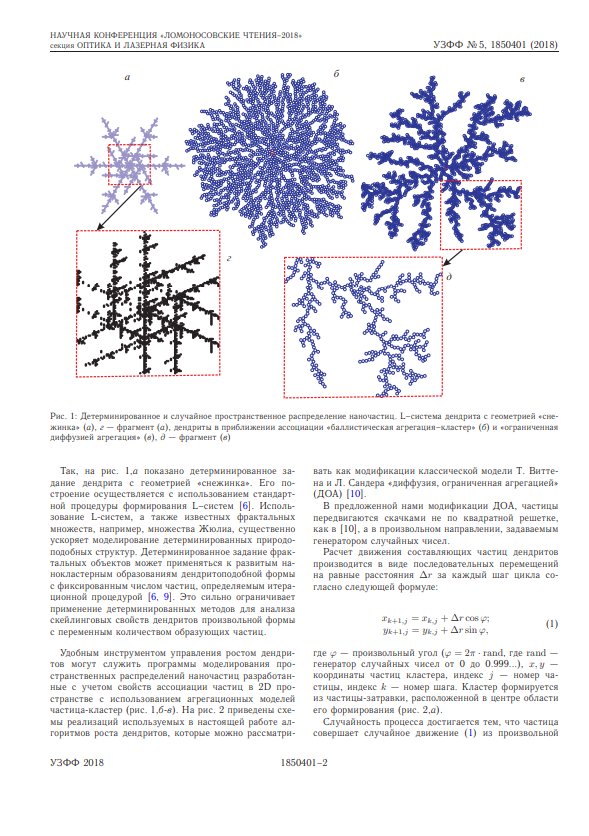 НАУЧНАЯ КОНФЕРЕНЦИЯ «ЛОМОНОСОВСКИЕ ЧТЕНИЯ–2018»
секция ОПТИКА И ЛАЗЕРНАЯ ФИЗИКА
УЗФФ № 5, 1850401 (2018)
а
б
в
г
д
Рис. 1: Детерминированное и случайное пространственное распределение наночастиц. L–система дендрита с геометрией «сне-
жинка» (а), г — фрагмент (а), дендриты в приближении ассоциации «баллистическая агрегация–кластер» (б) и «ограниченная
диффузией агрегация» (в), д — фрагмент (в)
Так, на рис. 1,а показано детерминированное за-
дание дендрита с геометрией «снежинка». Его по-
строение осуществляется с использованием стандарт-
ной процедуры формирования L–систем [6]. Исполь-
зование L-систем, а также известных фрактальных
множеств, например, множества Жюлиа, существенно
ускоряет моделирование детерминированных природо-
подобных структур. Детерминированное задание фрак-
тальных объектов может применяться к развитым на-
нокластерным образованиям дендритоподобной формы
с фиксированным числом частиц, определяемым итера-
ционной процедурой [6, 9]. Это сильно ограничивает
применение детерминированных методов для анализа
скейлинговых свойств дендритов произвольной формы
с переменным количеством образующих частиц.
Удобным инструментом управления ростом дендри-
тов могут служить программы моделирования про-
странственных распределений наночастиц разработан-
ные с учетом свойств ассоциации частиц в 2D про-
странстве с использованием агрегационных моделей
частица-кластер (рис. 1,б-в). На рис. 2 приведены схе-
мы реализаций используемых в настоящей работе ал-
горитмов роста дендритов, которые можно рассматри-
вать как модификации классической модели Т. Витте-
на и Л. Сандера «диффузия, ограниченная агрегацией»
(ДОА) [10].
В предложенной нами модификации ДОА, частицы
передвигаются скачками не по квадратной решетке,
как в [10], а в произвольном направлении, задаваемым
генератором случайных чисел.
Расчет движения составляющих частиц дендритов
производится в виде последовательных перемещений
на равные расстояния Δr за каждый шаг цикла со-
гласно следующей формуле:
xₖ₊₁,ⱼ = xₖ,ⱼ + Δr cos φ;
yₖ₊₁,ⱼ = yₖ,ⱼ + Δr sin φ,
(1)
где φ — произвольный угол (φ = 2π · rand, где rand —
генератор случайных чисел от 0 до 0.999...), x, y —
координаты частиц кластера, индекс j — номер ча-
стицы, индекс k — номер шага. Кластер формируется
из частицы-затравки, расположенной в центре области
его формирования (рис. 2,а).
Случайность процесса достигается тем, что частица
совершает случайное движение (1) из произвольной
УЗФФ 2018
1850401–2